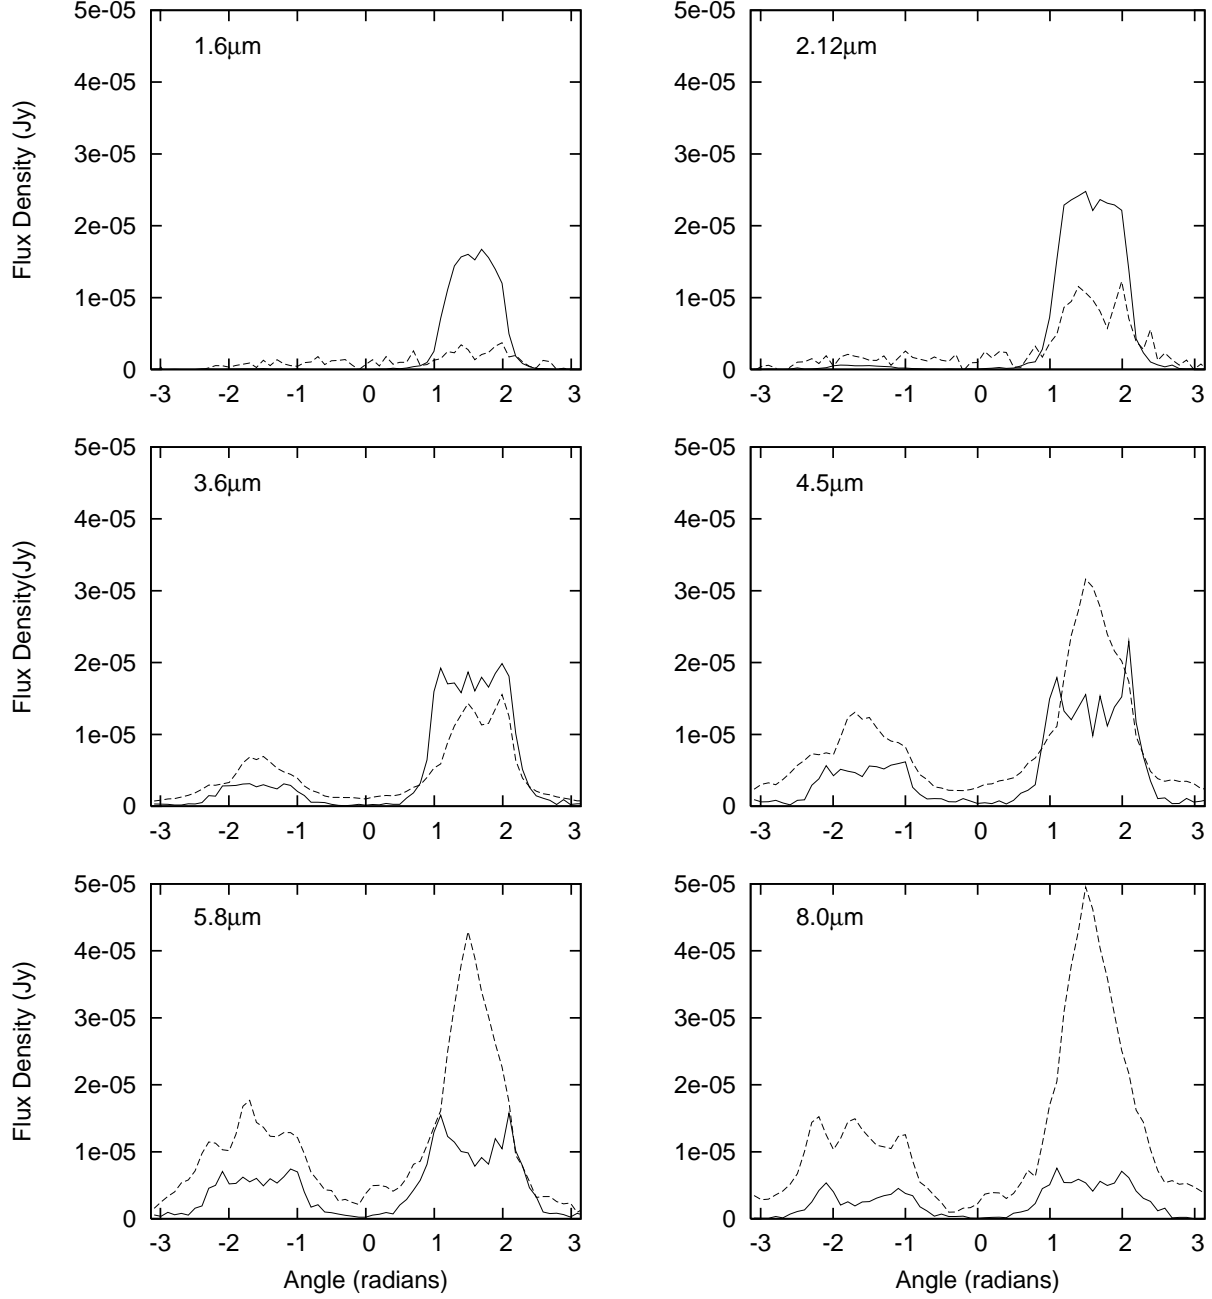 5e-05
4e-05
3e-05
2e-05
1e-05
0
Flux Density (Jy)
1.6μm
-3 -2 -1 0 1 2 3
5e-05
4e-05
3e-05
2e-05
1e-05
0
2.12μm
-3 -2 -1 0 1 2 3
5e-05
4e-05
3e-05
2e-05
1e-05
0
Flux Density(Jy)
3.6μm
-3 -2 -1 0 1 2 3
5e-05
4e-05
3e-05
2e-05
1e-05
0
4.5μm
-3 -2 -1 0 1 2 3
5e-05
4e-05
3e-05
2e-05
1e-05
0
Flux Density (Jy)
5.8μm
-3 -2 -1 0 1 2 3
Angle (radians)
5e-05
4e-05
3e-05
2e-05
1e-05
0
8.0μm
-3 -2 -1 0 1 2 3
Angle (radians)